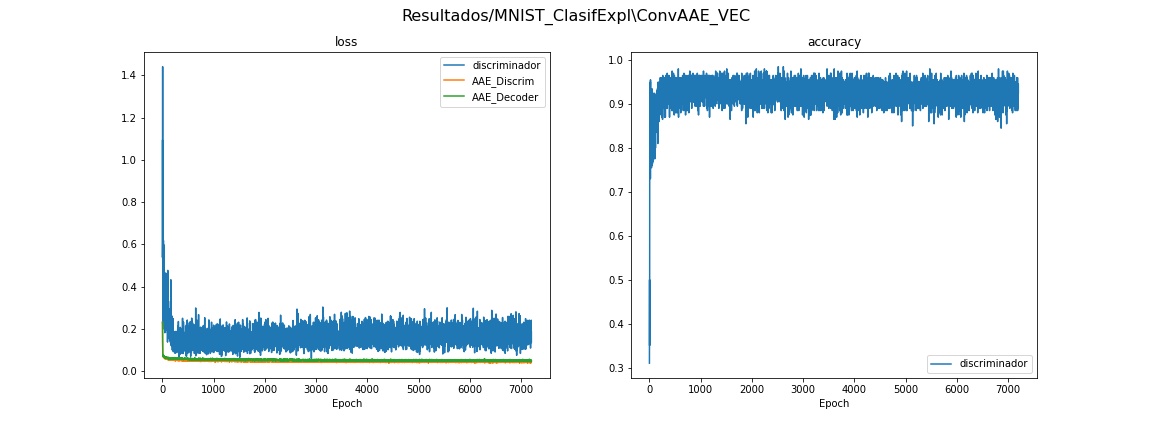 Resultados/MNIST_ClasifExpl\ConvAAE_VEC
loss
1.4
1.2
1.0
0.8
0.6
0.4
0.2
0.0
0 1000 2000 3000 4000 5000 6000 7000
Epoch
discriminador
AAE_Discrim
AAE_Decoder
accuracy
1.0
0.9
0.8
0.7
0.6
0.5
0.4
0.3
0 1000 2000 3000 4000 5000 6000 7000
Epoch
discriminador